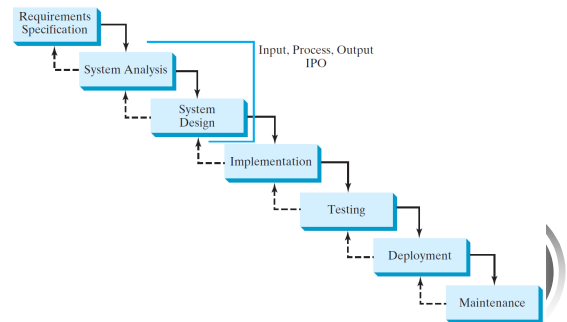 Requirements
Specification
Input, Process, Output
IPO
System Analysis
System
Design
Implementation
Testing
Deployment
Maintenance